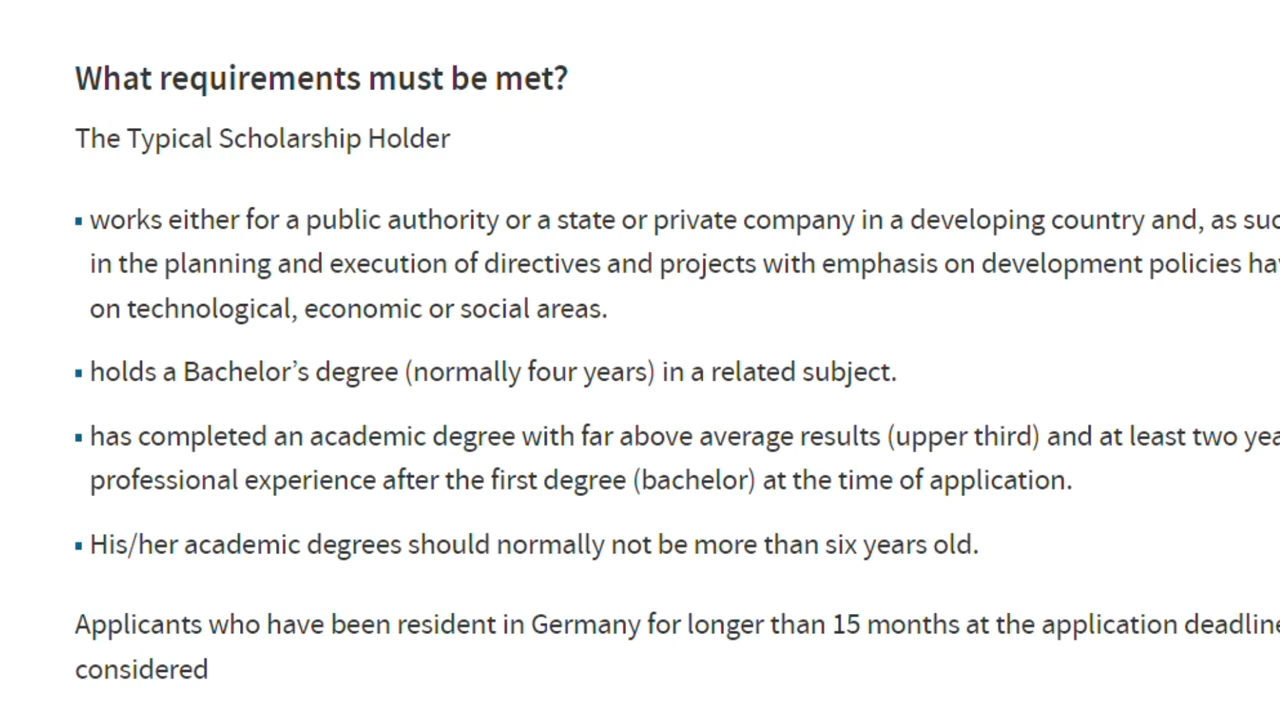 What requirements must be met?
The Typical Scholarship Holder
▪ works either for a public authority or a state or private company in a developing country and, as
in the planning and execution of directives and projects with emphasis on development policies
on technological, economic or social areas.
▪ holds a Bachelor’s degree (normally four years) in a related subject.
▪ has completed an academic degree with far above average results (upper third) and at least two
professional experience after the first degree (bachelor) at the time of application.
▪ His/her academic degrees should normally not be more than six years old.
Applicants who have been resident in Germany for longer than 15 months at the application
considered